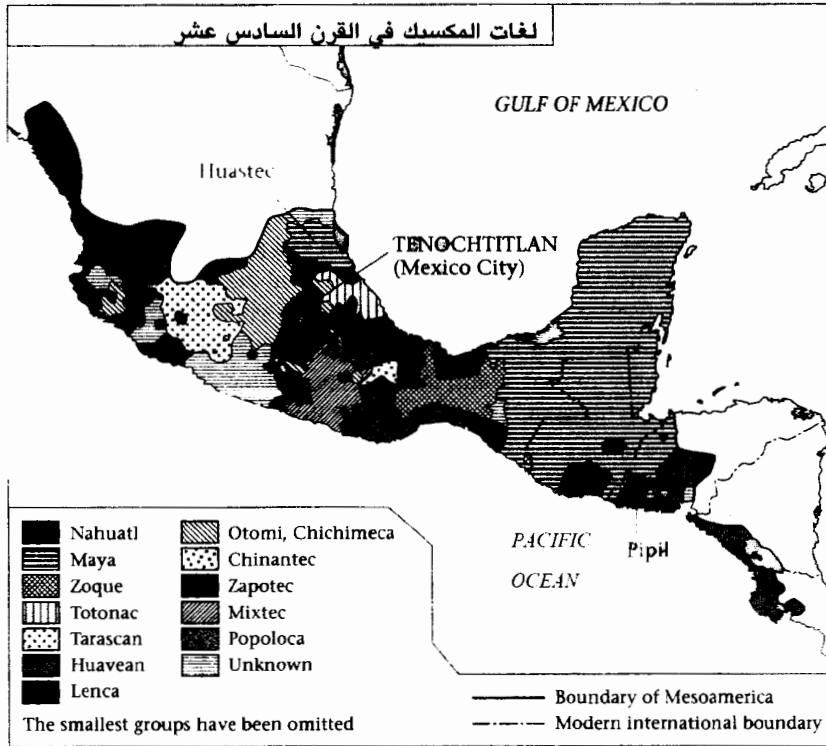 لغات المكسيك في القرن السادس عشر
GULF OF MEXICO
Huastec
TENOCHTITLAN
(Mexico City)
PACIFIC
OCEAN
Pipil
Nahuatl
Maya
Zoque
Totonac
Tarascan
Huavean
Lenca
Otomi, Chichimeca
Chinantec
Zapotec
Mixtec
Popoloca
Unknown
The smallest groups have been omitted
Boundary of Mesoamerica
Modern international boundary